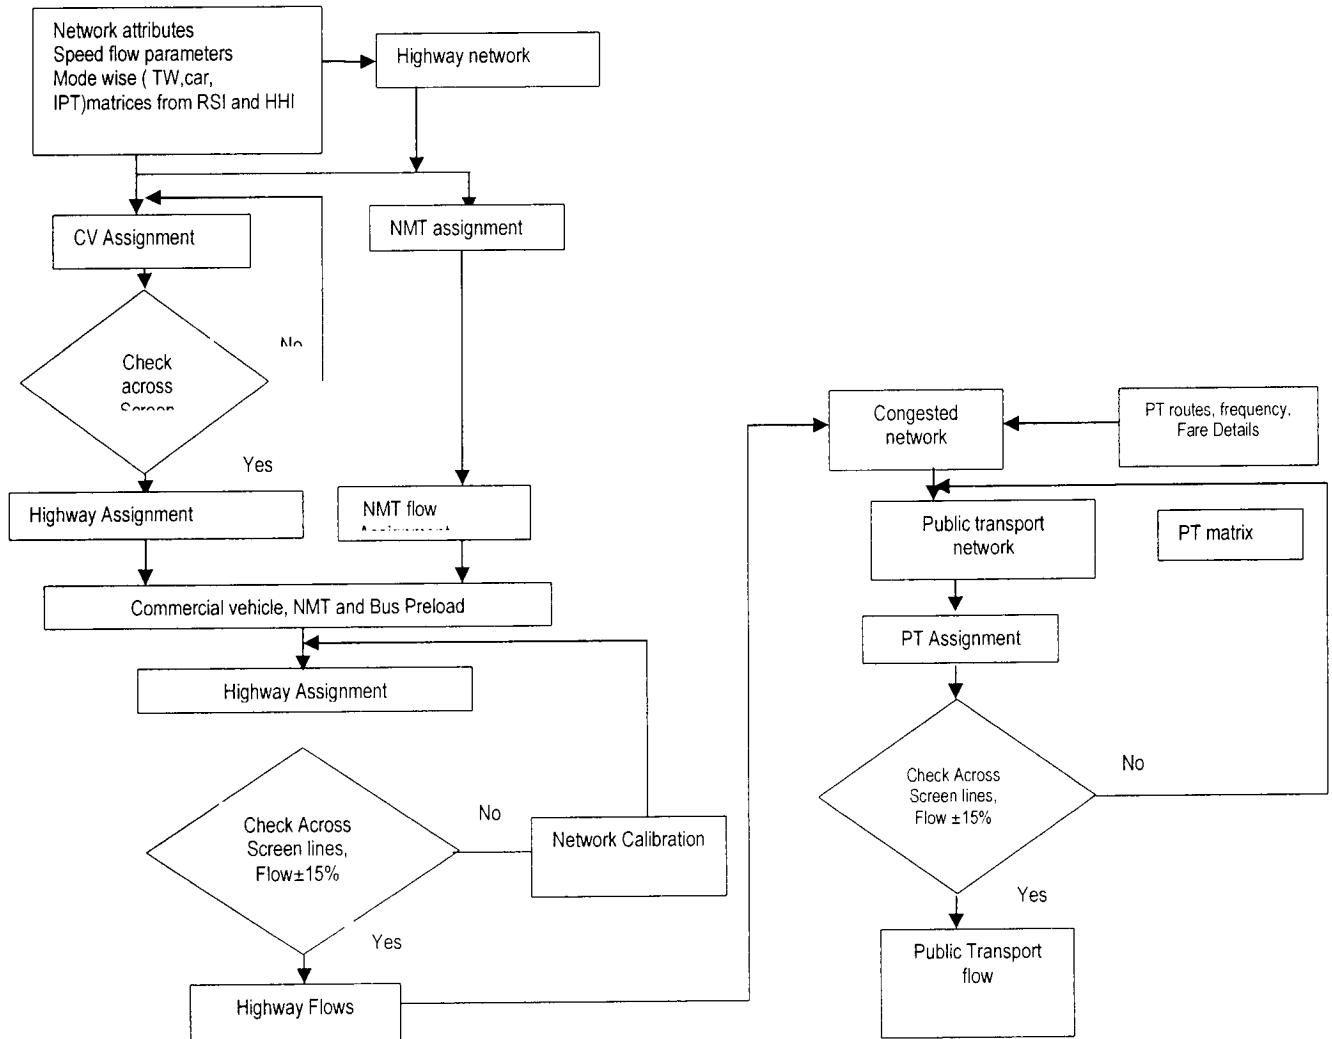 Network attributes
Speed flow parameters
Mode wise ( TW,car,
IPT)matrices from RSI and HHI
Highway network
CV Assignment
NMT assignment
No
Check
across
Screen
Yes
Highway Assignment
NMT flow
Commercial vehicle, NMT and Bus Preload
Highway Assignment
Check Across
Screen lines,
Flow±15%
No
Network Calibration
Yes
Highway Flows
Congested
network
PT routes, frequency,
Fare Details
Public transport
network
PT matrix
PT Assignment
Check Across
Screen lines,
Flow ±15%
No
Yes
Public Transport
flow